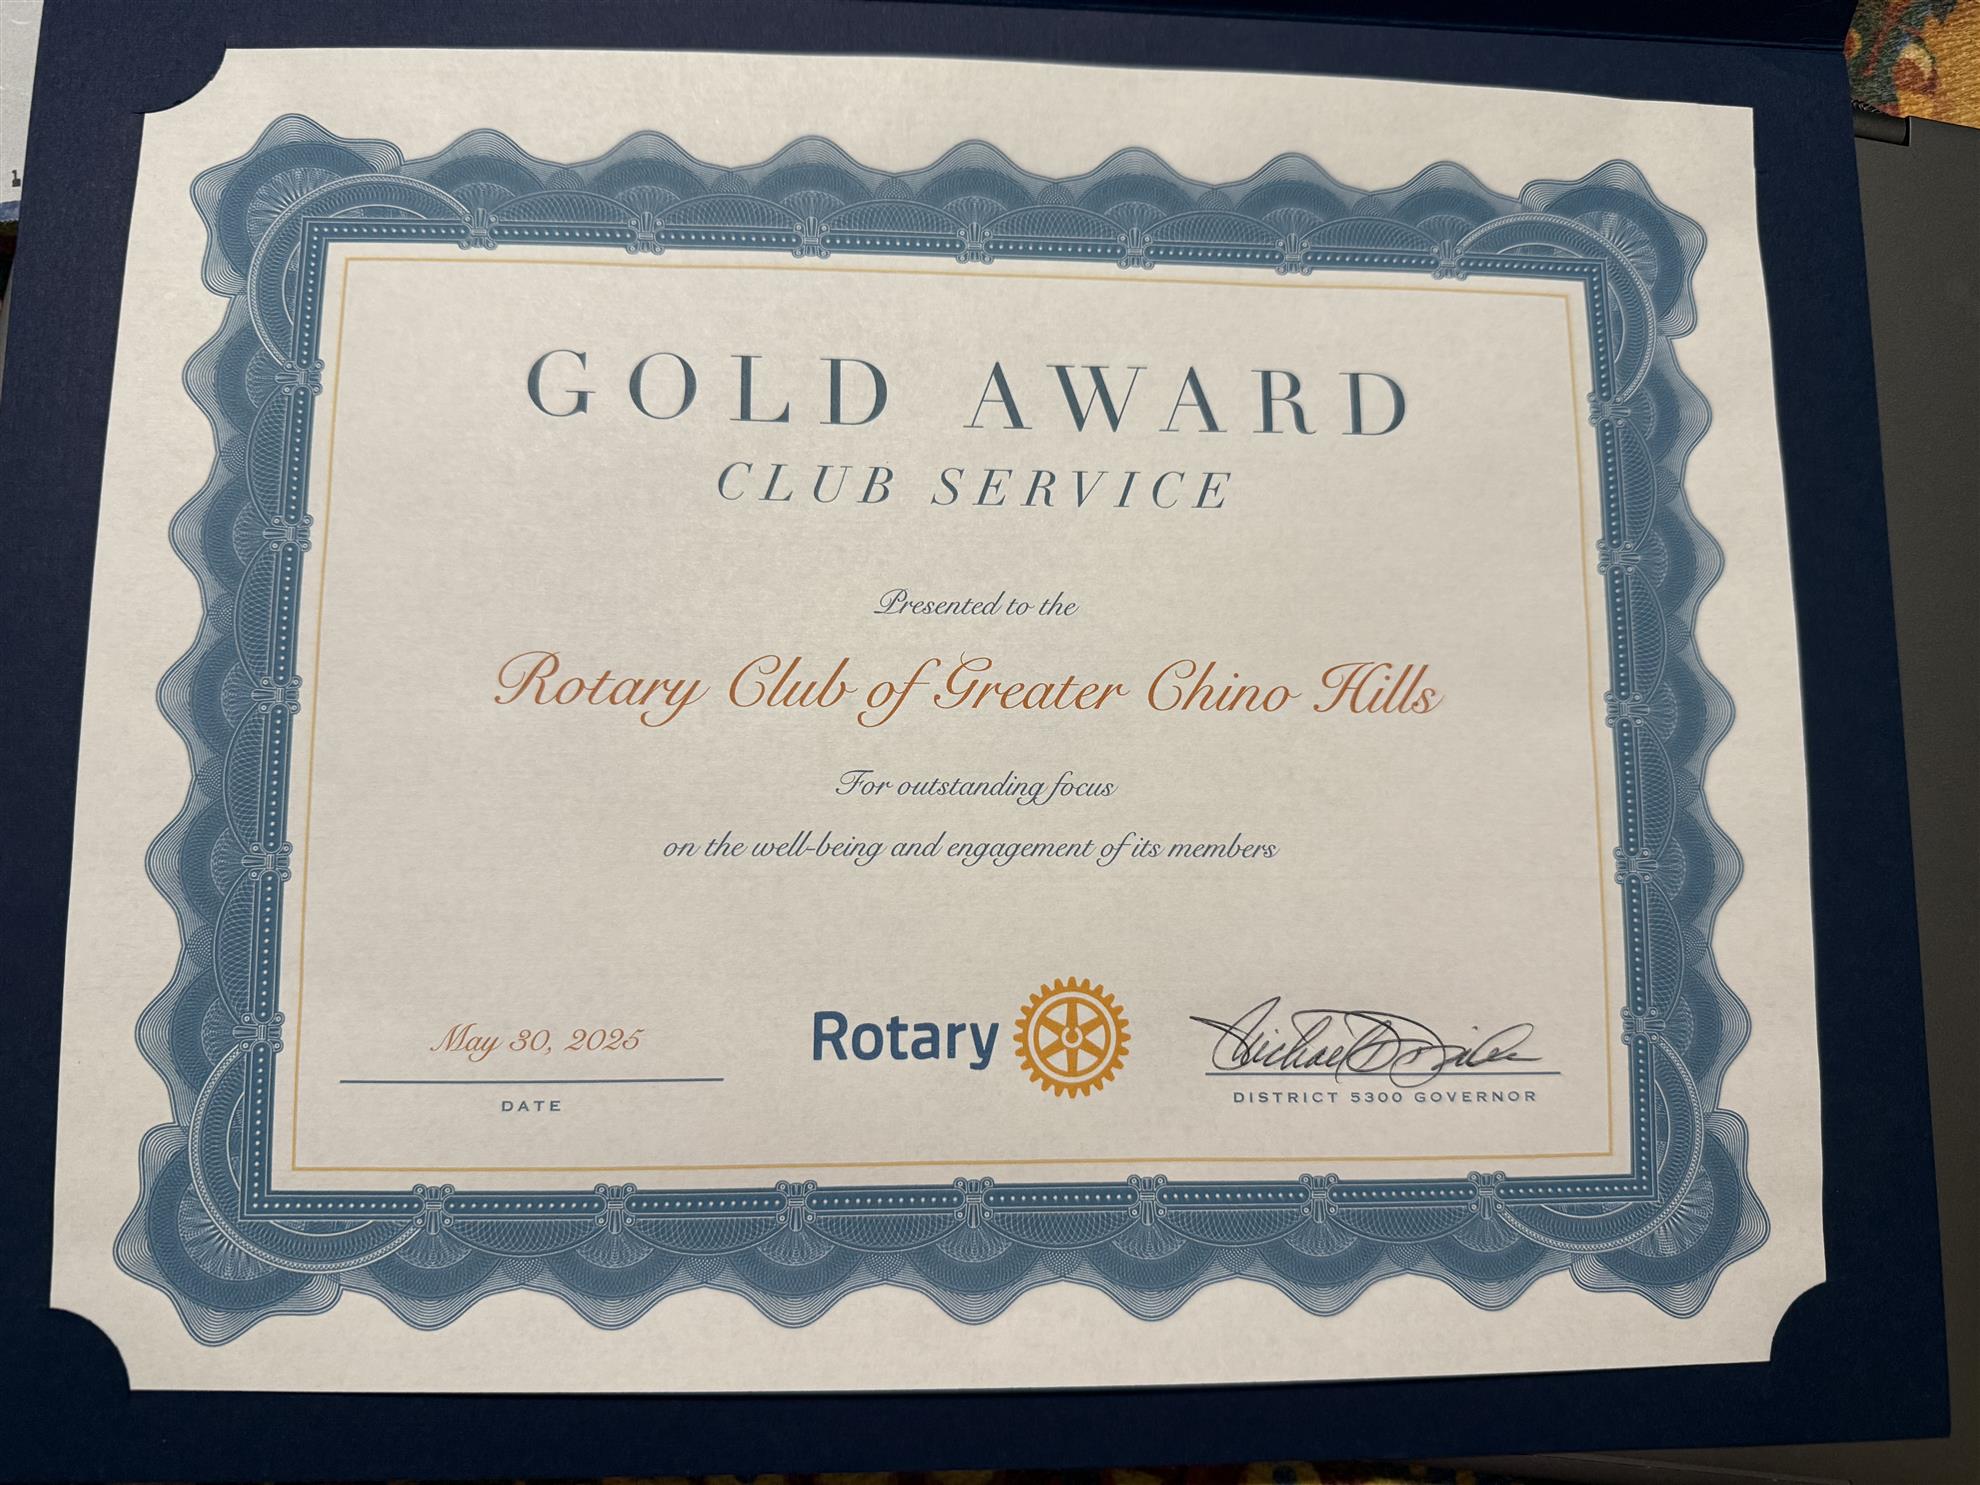 GOLD AWARD
CLUB SERVICE
Presented to the
Rotary Club of Greater Chino Hills
For outstanding focus
on the well-being and engagement of its members
May 30, 2025
DATE
Rotary
DISTRICT 5300 GOVERNOR